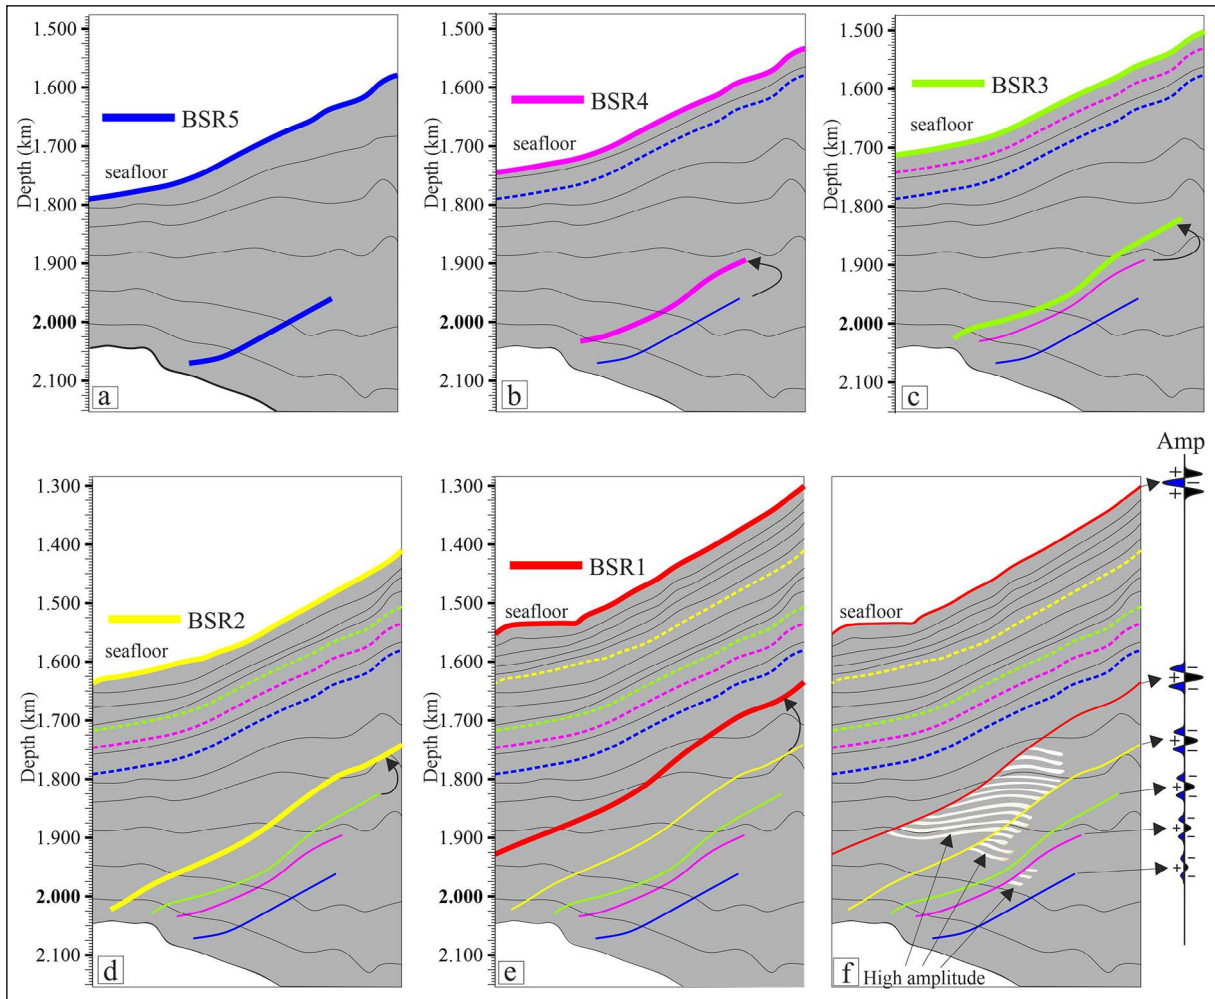 1.500
1.600
1.700
1.800
1.900
2.000
2.100
Depth (km)
BSR5
seafloor
a
1.500
1.600
1.700
1.800
1.900
2.000
2.100
Depth (km)
BSR4
seafloor
b
1.500
1.600
1.700
1.800
1.900
2.000
2.100
Depth (km)
BSR3
seafloor
c
1.300
1.400
1.500
1.600
1.700
1.800
1.900
2.000
2.100
Depth (km)
BSR2
seafloor
d
1.300
1.400
1.500
1.600
1.700
1.800
1.900
2.000
2.100
Depth (km)
BSR1
seafloor
e
seafloor
f
High amplitude
Amp
+
−
+
−
+
−
−
+
−
−
+
−
−
+
−
−
+
−